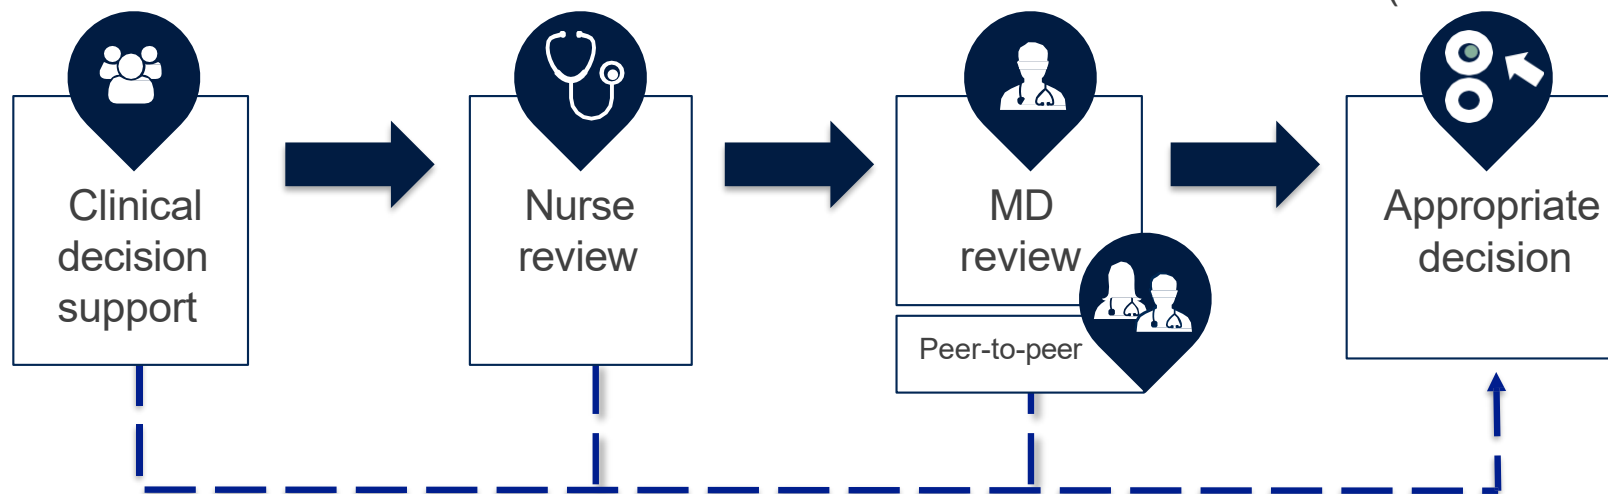 Clinical
decision
support
Nurse
review
MD
review
Peer-to-peer
Appropriate
decision